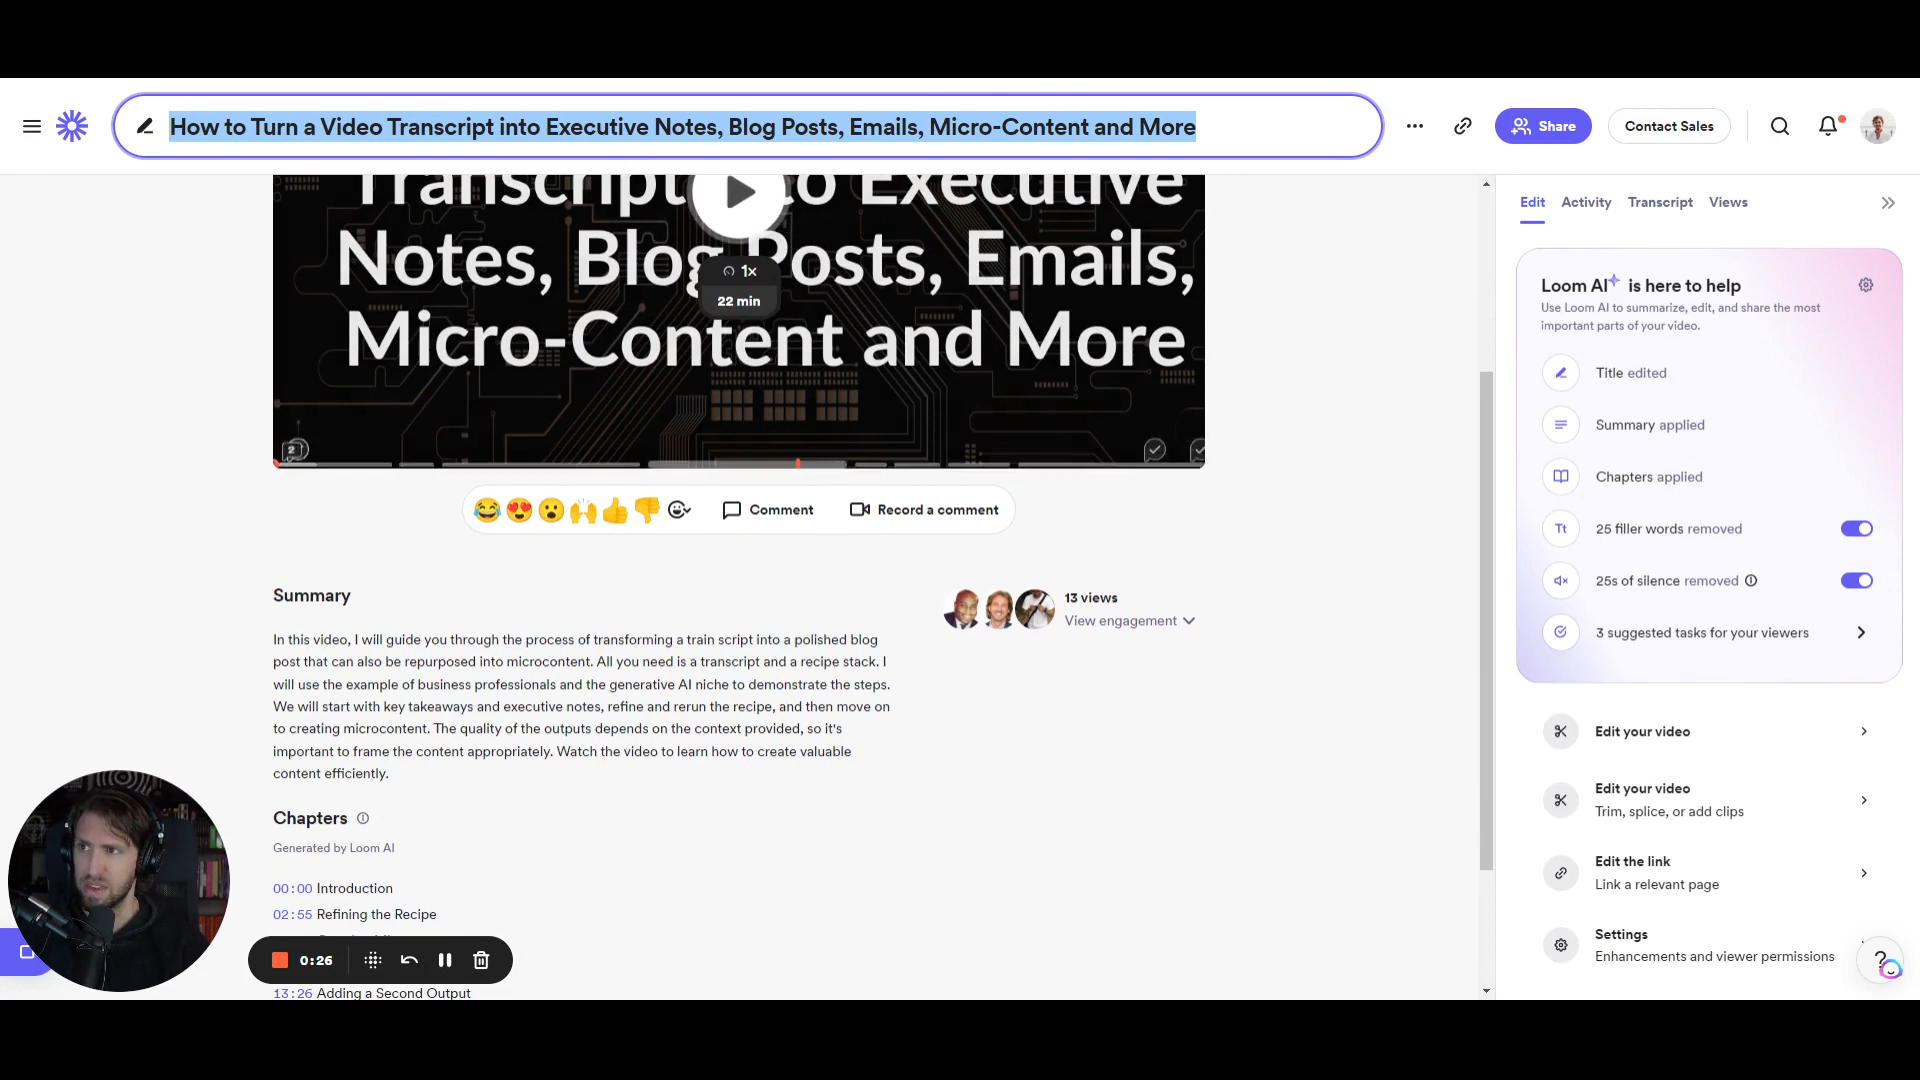 How to Turn a Video Transcript into Executive Notes, Blog Posts, Emails, Micro-Content and More
Share
Contact Sales
Transcript to Executive
Notes, Blog Posts, Emails,
Micro-Content and More
1x
22 min
2
Comment
Record a comment
Summary
In this video, I will guide you through the process of transforming a train script into a polished blog
post that can also be repurposed into microcontent. All you need is a transcript and a recipe stack. I
will use the example of business professionals and the generative AI niche to demonstrate the steps.
We will start with key takeaways and executive notes, refine and rerun the recipe, and then move on
to creating microcontent. The quality of the outputs depends on the context provided, so it's
important to frame the content appropriately. Watch the video to learn how to create valuable
content efficiently.
13 views
View engagement
Chapters
Generated by Loom AI
00:00 Introduction
02:55 Refining the Recipe
0:26
13:26 Adding a Second Output
Edit
Activity
Transcript
Views
Loom AI is here to help
Use Loom AI to summarize, edit, and share the most
important parts of your video.
Title edited
Summary applied
Chapters applied
Tt
25 filler words removed
25s of silence removed
3 suggested tasks for your viewers
Edit your video
Edit your video
Trim, splice, or add clips
Edit the link
Link a relevant page
Settings
Enhancements and viewer permissions
?